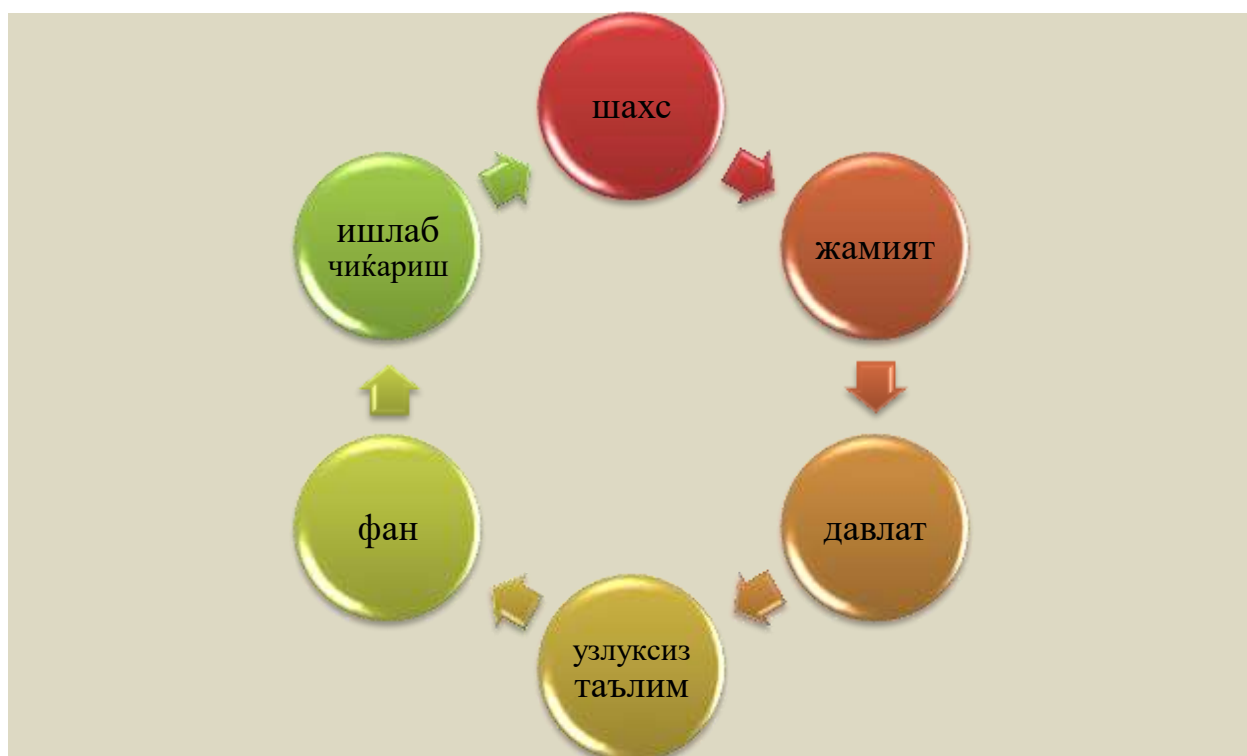 шахс
жамият
давлат
узлуксиз
таълим
фан
ишлаб
чиќариш